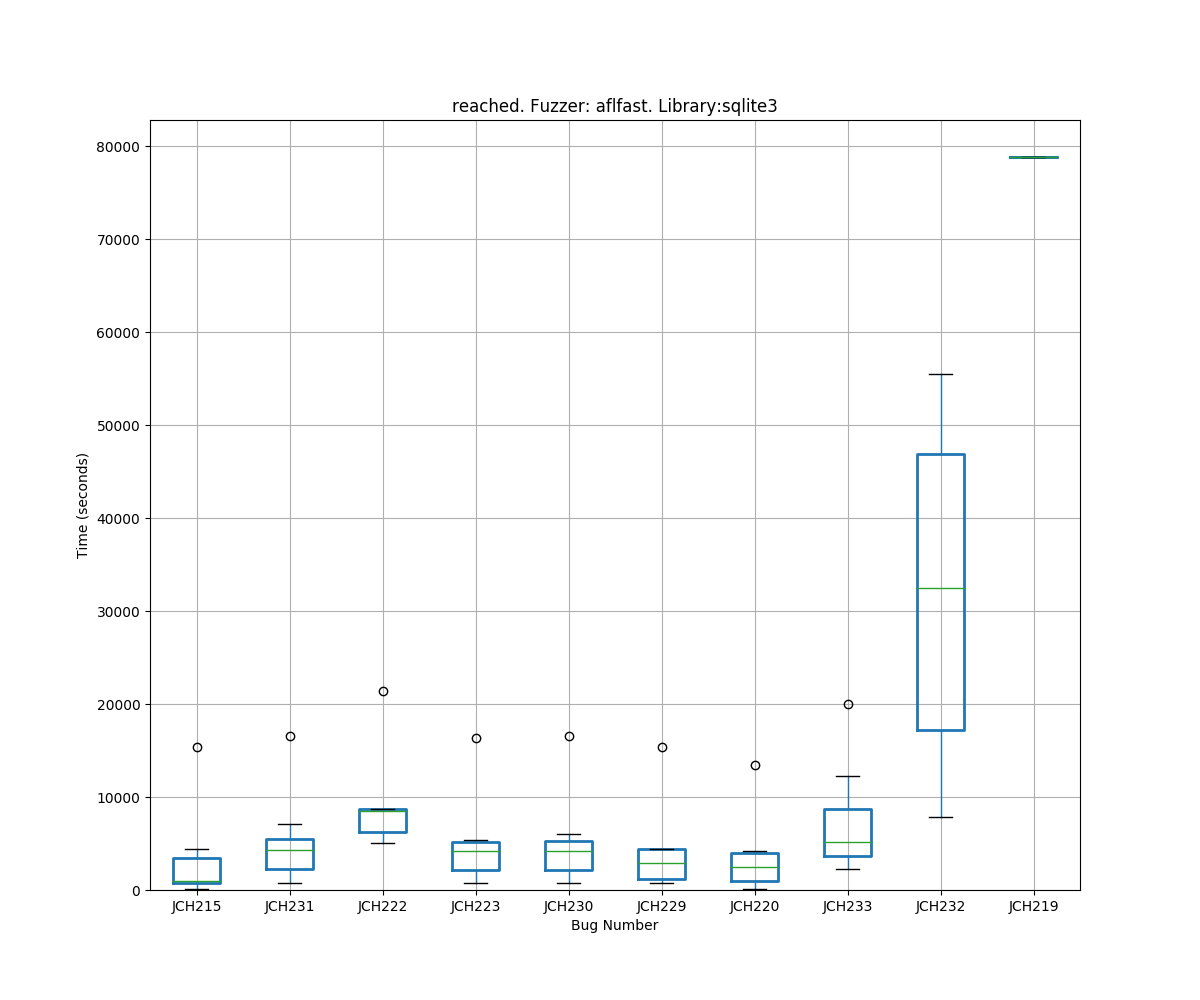 reached. Fuzzer: aflfast. Library:sqlite3
80000
70000
60000
50000
40000
30000
20000
10000
0
Time (seconds)
JCH215 JCH231 JCH222 JCH223 JCH230 JCH229 JCH220 JCH233 JCH232 JCH219
Bug Number